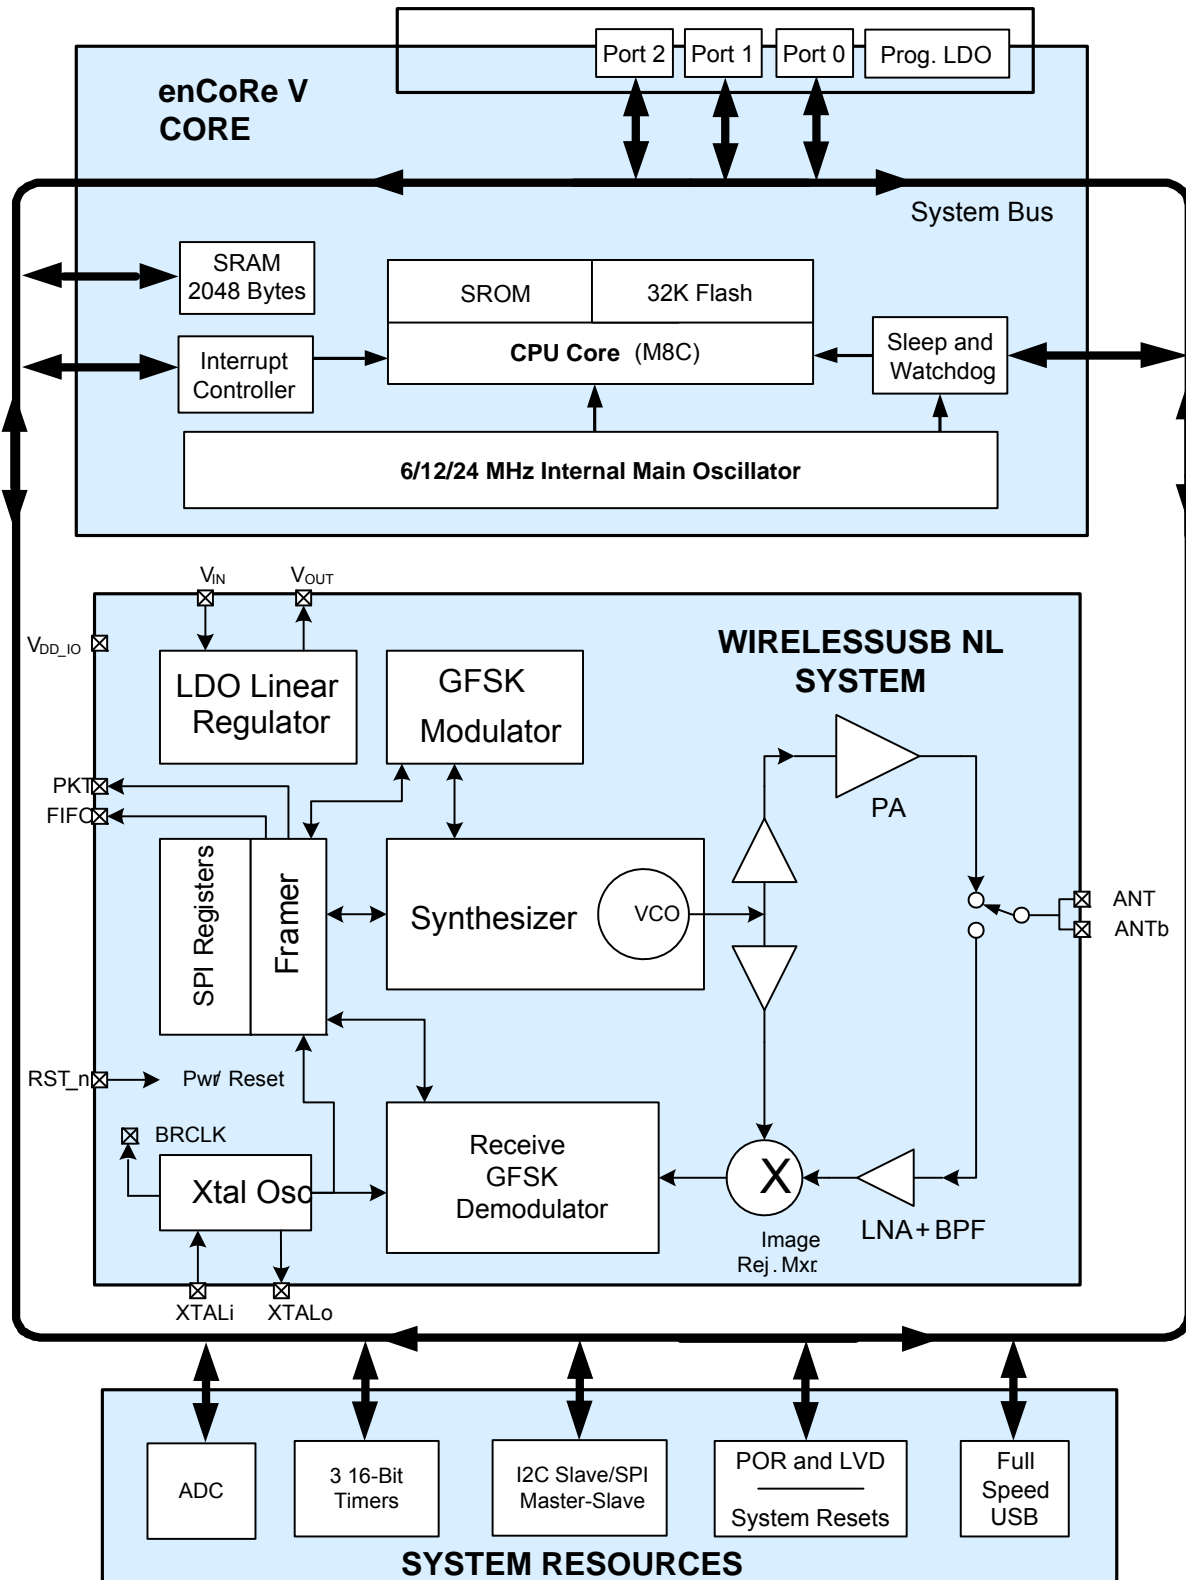 Port 2
Port 1
Port 0
Prog. LDO
enCoRe V
CORE
System Bus
SRAM
2048 Bytes
SROM
32K Flash
CPU Core (M8C)
Interrupt
Controller
Sleep and
Watchdog
6/12/24 MHz Internal Main Oscillator
VIN
VOUT
VDD_IO
WIRELESSUSB NL
SYSTEM
LDO Linear
Regulator
GFSK
Modulator
PKT
FIFO
PA
SPI Registers
Framer
Synthesizer
VCO
ANT
ANTb
RST_n
Pwr/ Reset
BRCLK
Xtal Osc
Receive
GFSK
Demodulator
X
LNA + BPF
Image
Rej. Mxr.
XTALi
XTALo
ADC
3 16-Bit
Timers
I2C Slave/SPI
Master-Slave
POR and LVD
System Resets
Full
Speed
USB
SYSTEM RESOURCES